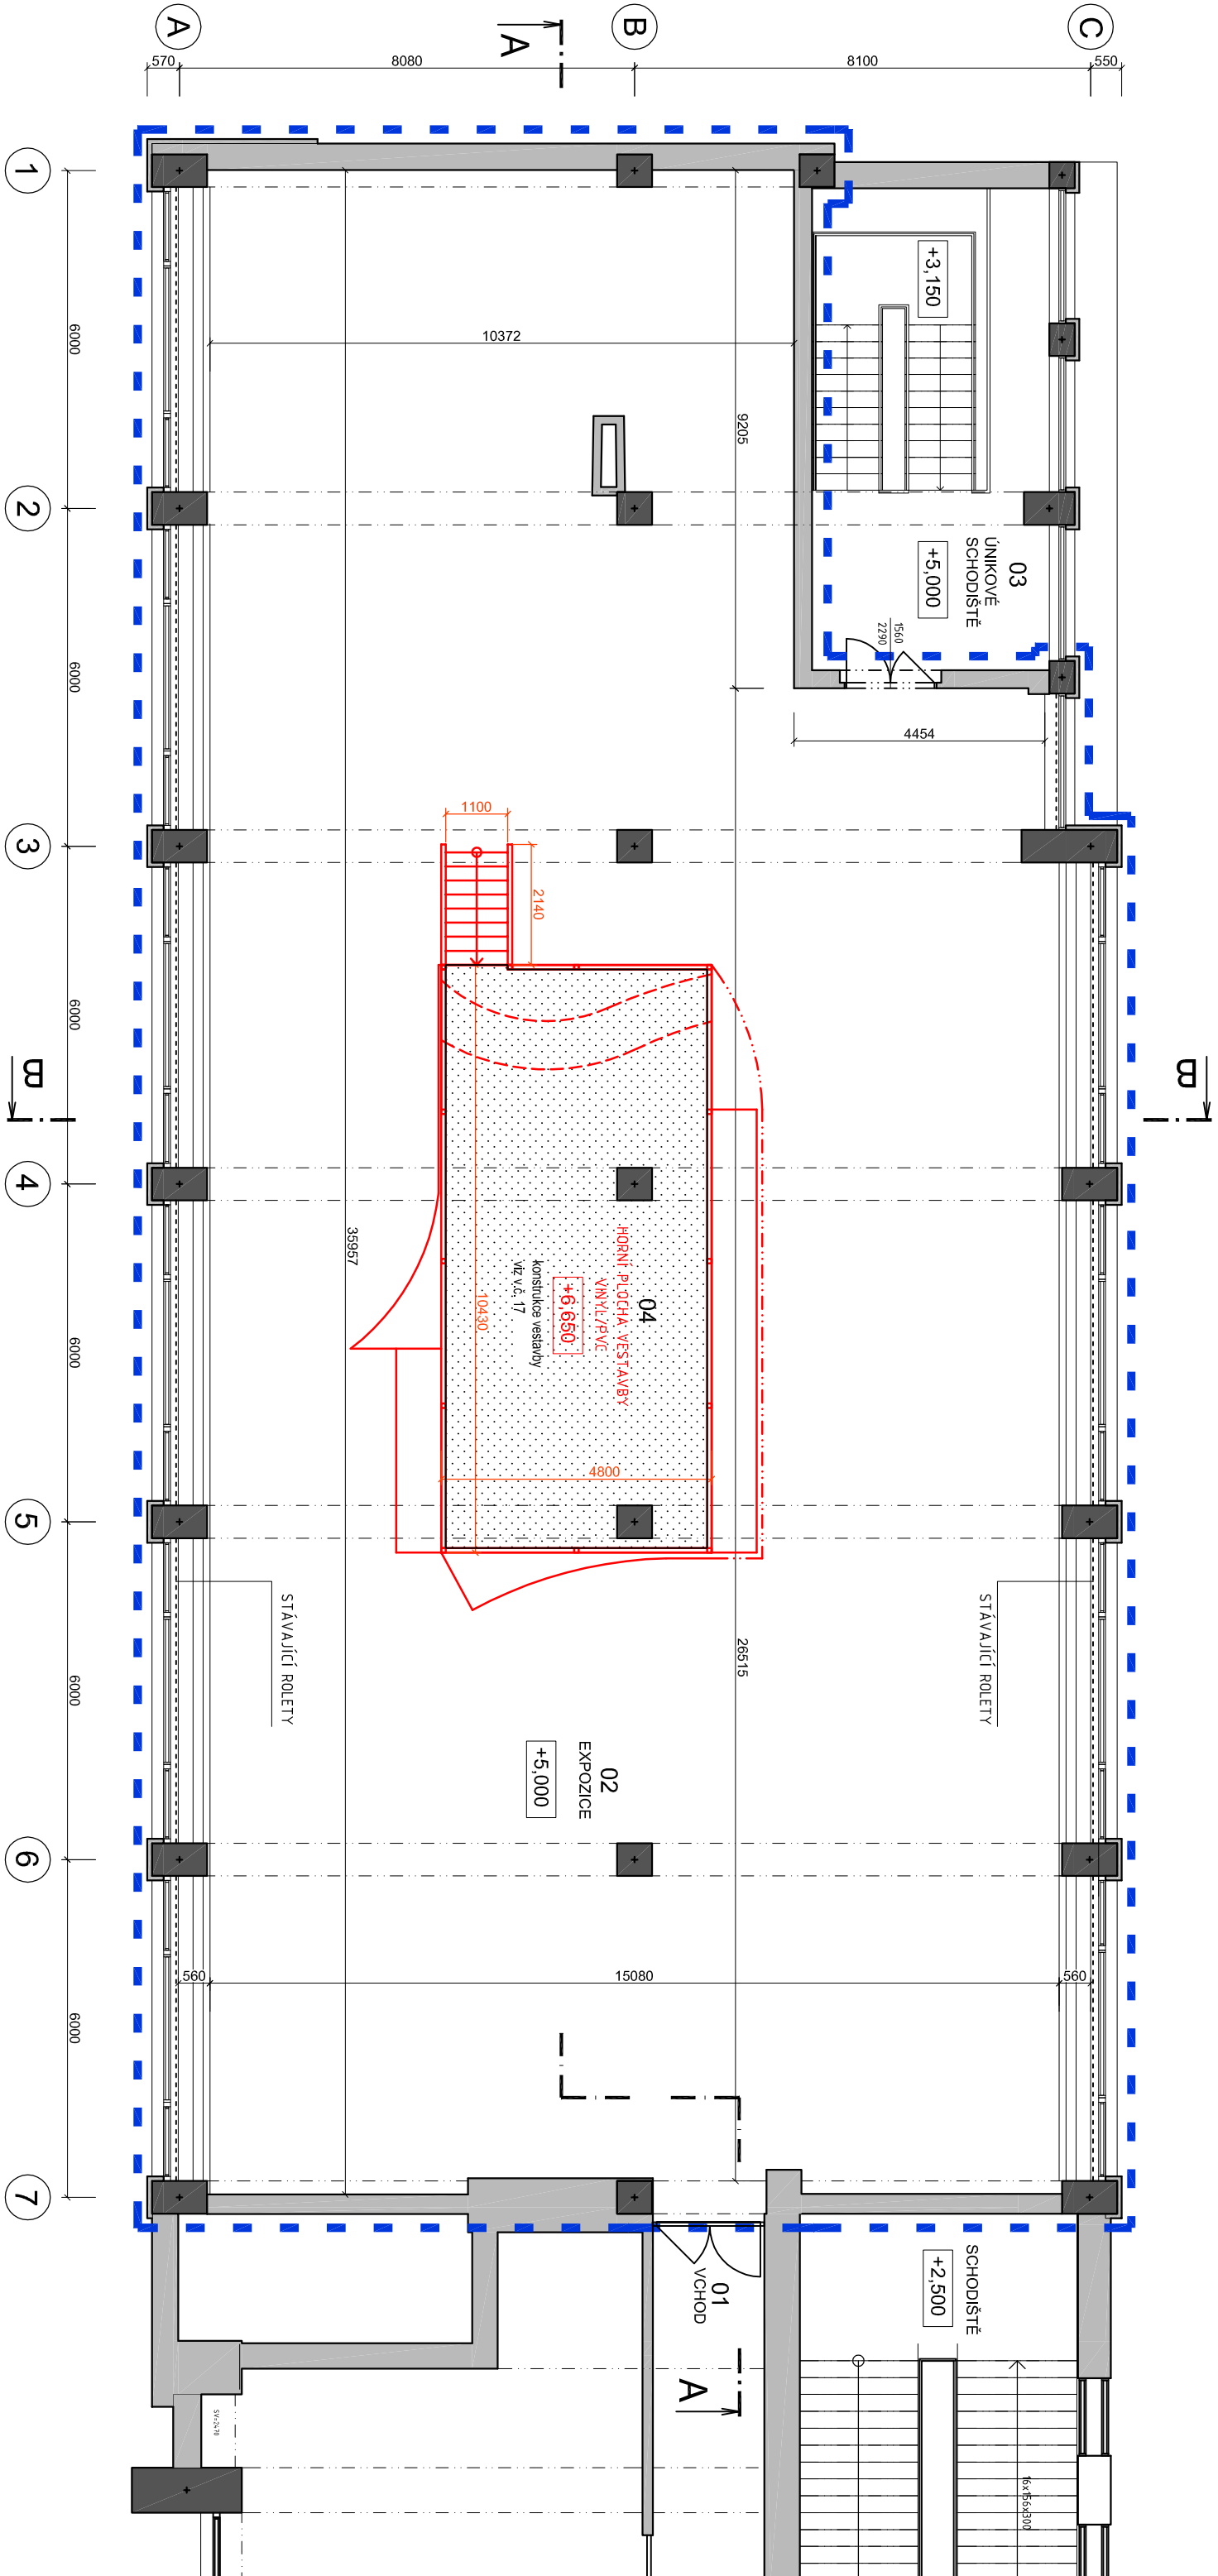 A
B
C
570
8080
8100
550
A
1
2
3
4
5
6
7
6000
6000
6000
6000
6000
6000
+3,150
10372
9205
03
ÚNIKOVÉ
SCHODIŠTĚ
+5,000
1560
2290
4454
1100
2140
B
B
35957
04
HORNÍ PLOCHA VESTAVBY
VINYL/PVC
+6,650
konstrukce vestavby
viz v.č. 17
10430
4800
STÁVAJÍCÍ ROLETY
STÁVAJÍCÍ ROLETY
26515
02
EXPOZICE
+5,000
560
15080
560
01
VCHOD
SCHODIŠTĚ
+2,500
A
SV=2470
16x156x300